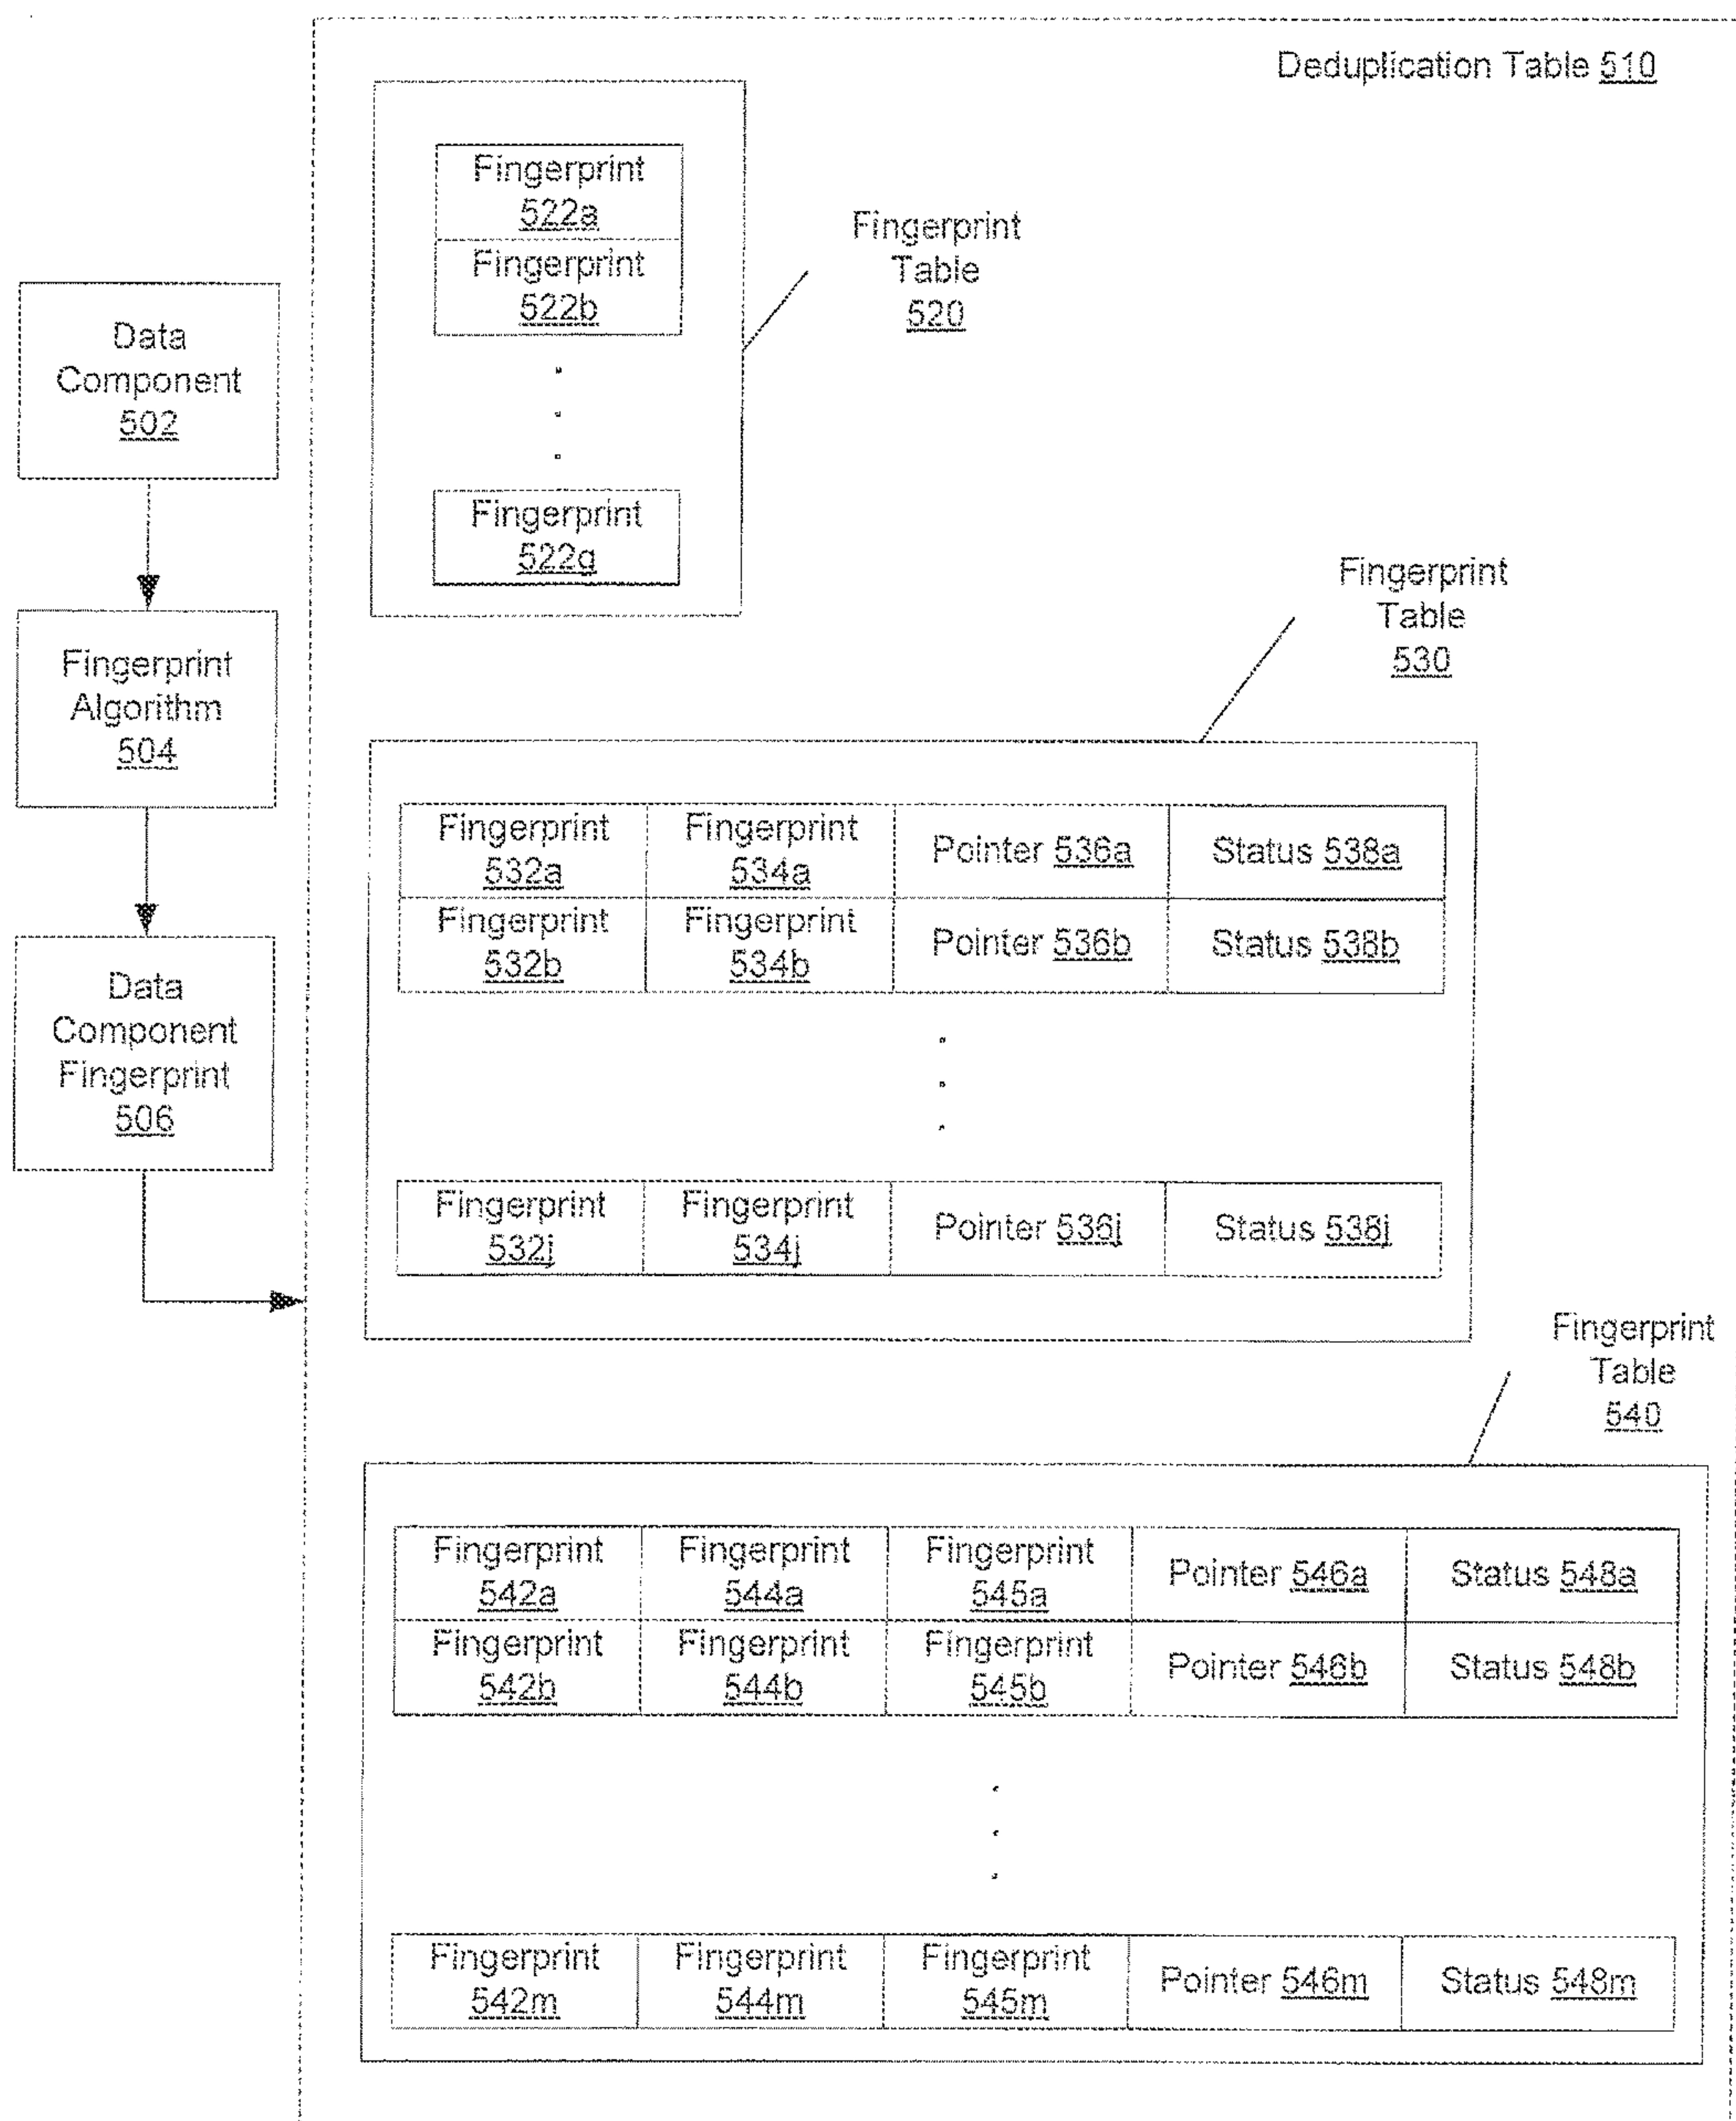 Deduplication Table 510
Fingerprint
522a
Fingerprint
522b
Fingerprint
522g
Fingerprint
Table
520
Data
Component
502
Fingerprint
Algorithm
504
Data
Component
Fingerprint
506
Fingerprint
Table
530
Fingerprint
532a
Fingerprint
534a
Pointer 536a
Status 538a
Fingerprint
532b
Fingerprint
534b
Pointer 536b
Status 538b
Fingerprint
532j
Fingerprint
534j
Pointer 536j
Status 538j
Fingerprint
Table
540
Fingerprint
542a
Fingerprint
544a
Fingerprint
545a
Pointer 546a
Status 548a
Fingerprint
542b
Fingerprint
544b
Fingerprint
545b
Pointer 546b
Status 548b
Fingerprint
542m
Fingerprint
544m
Fingerprint
545m
Pointer 546m
Status 548m